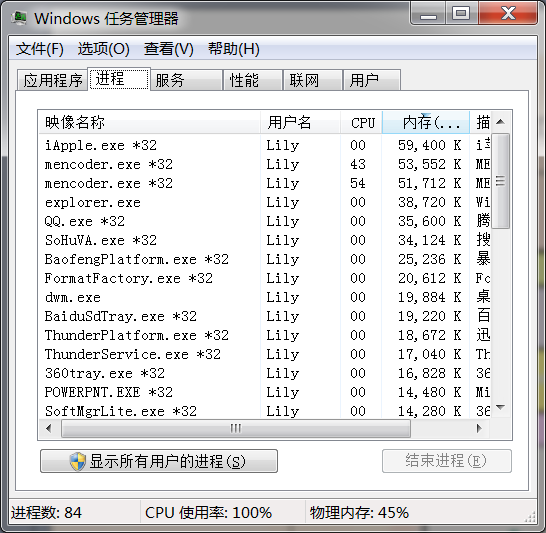 Windows 任务管理器
文件(F) 选项(O) 查看(V) 帮助(H)
应用程序 进程 服务 性能 联网 用户
映像名称 用户名 CPU 内存(... 描
iApple.exe *32 Lily 00 59,400 K i苹
mencoder.exe *32 Lily 43 53,552 K ME
mencoder.exe *32 Lily 54 51,712 K ME
explorer.exe Lily 00 38,720 K Wi
QQ.exe *32 Lily 00 35,600 K 腾
SoHuVA.exe *32 Lily 00 34,124 K 搜
BaofengPlatform.exe *32 Lily 00 25,236 K 暴
FormatFactory.exe *32 Lily 00 20,612 K Fo
dwm.exe Lily 00 19,884 K 桌
BaiduSdTray.exe *32 Lily 00 19,220 K 百
ThunderPlatform.exe *32 Lily 00 18,672 K 迅
ThunderService.exe *32 Lily 00 17,040 K Th
360tray.exe *32 Lily 00 16,828 K 36
POWERPNT.EXE *32 Lily 00 14,480 K Mi
SoftMgrLite.exe *32 Lily 00 14,280 K 36
显示所有用户的进程(S) 结束进程(E)
进程数: 84 CPU 使用率: 100% 物理内存: 45%